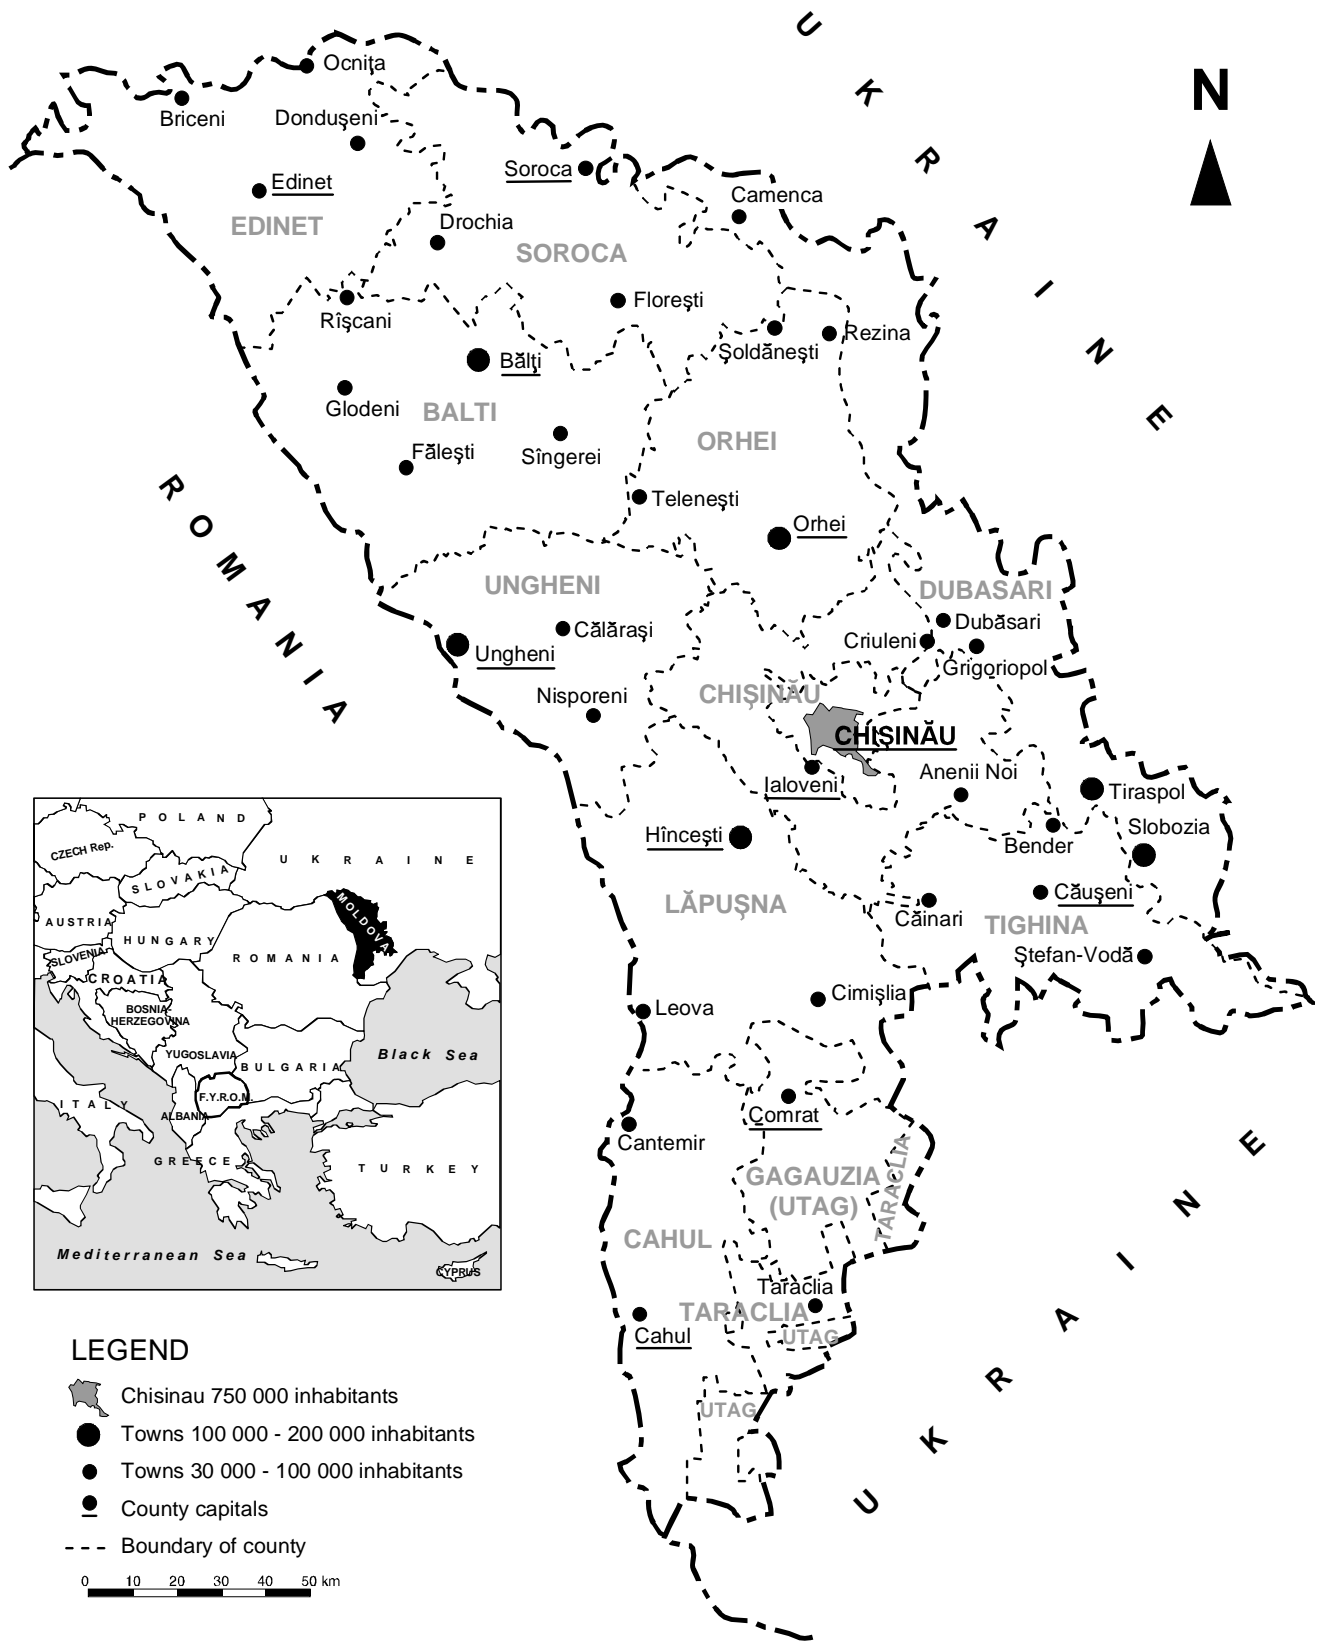 UKRAINE
N
Ocniţa
Briceni
Donduşeni
Soroca
Edinet
Camenca
EDINET
Drochia
SOROCA
Floreşti
Rîşcani
Rezina
Şoldăneşti
Bălţi
Glodeni
BALTI
ORHEI
Făleşti
Sîngerei
Teleneşti
Orhei
ROMANIA
UNGHENI
DUBASARI
Dubăsari
Călăraşi
Criuleni
Ungheni
Grigoriopol
Nisporeni
CHIŞINĂU
CHIŞINĂU
Anenii Noi
Ialoveni
Tiraspol
Slobozia
Hînceşti
Bender
Căuşeni
LĂPUŞNA
Căinari
TIGHINA
Ştefan-Vodă
Cimişlia
Leova
Comrat
Cantemir
TARACLIA
GAGAUZIA
(UTAG)
CAHUL
Taraclia
TARACLIA
Cahul
UTAG
UTAG
UKRAINE
POLAND
CZECH Rep.
UKRAINE
SLOVAKIA
MOLDOVA
AUSTRIA
HUNGARY
SLOVENIA
ROMANIA
CROATIA
BOSNIA-
HERZEGOVINA
YUGOSLAVIA
Black Sea
BULGARIA
F.Y.R.O.M.
ITALY
ALBANIA
GREECE
TURKEY
Mediterranean Sea
CYPRUS
LEGEND
Chisinau 750 000 inhabitants
Towns 100 000 - 200 000 inhabitants
Towns 30 000 - 100 000 inhabitants
County capitals
Boundary of county
0 10 20 30 40 50 km